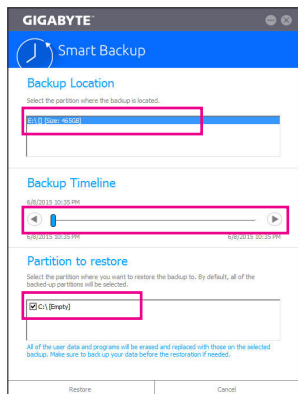 GIGABYTE™
Smart Backup
Backup Location
Select the partition where the backup is located.
E:\ [] [Size: 465GB]
Backup Timeline
6/8/2015 10:35 PM
6/8/2015 10:35 PM
6/8/2015 10:35 PM
Partition to restore
Select the partition where you want to restore the backup to. By default, all of the
backed-up partitions will be selected.
C:\ [Empty]
All of the user data and programs will be erased and replaced with those on the selected
backup. Make sure to back up your data before the restoration if needed.
Restore
Cancel